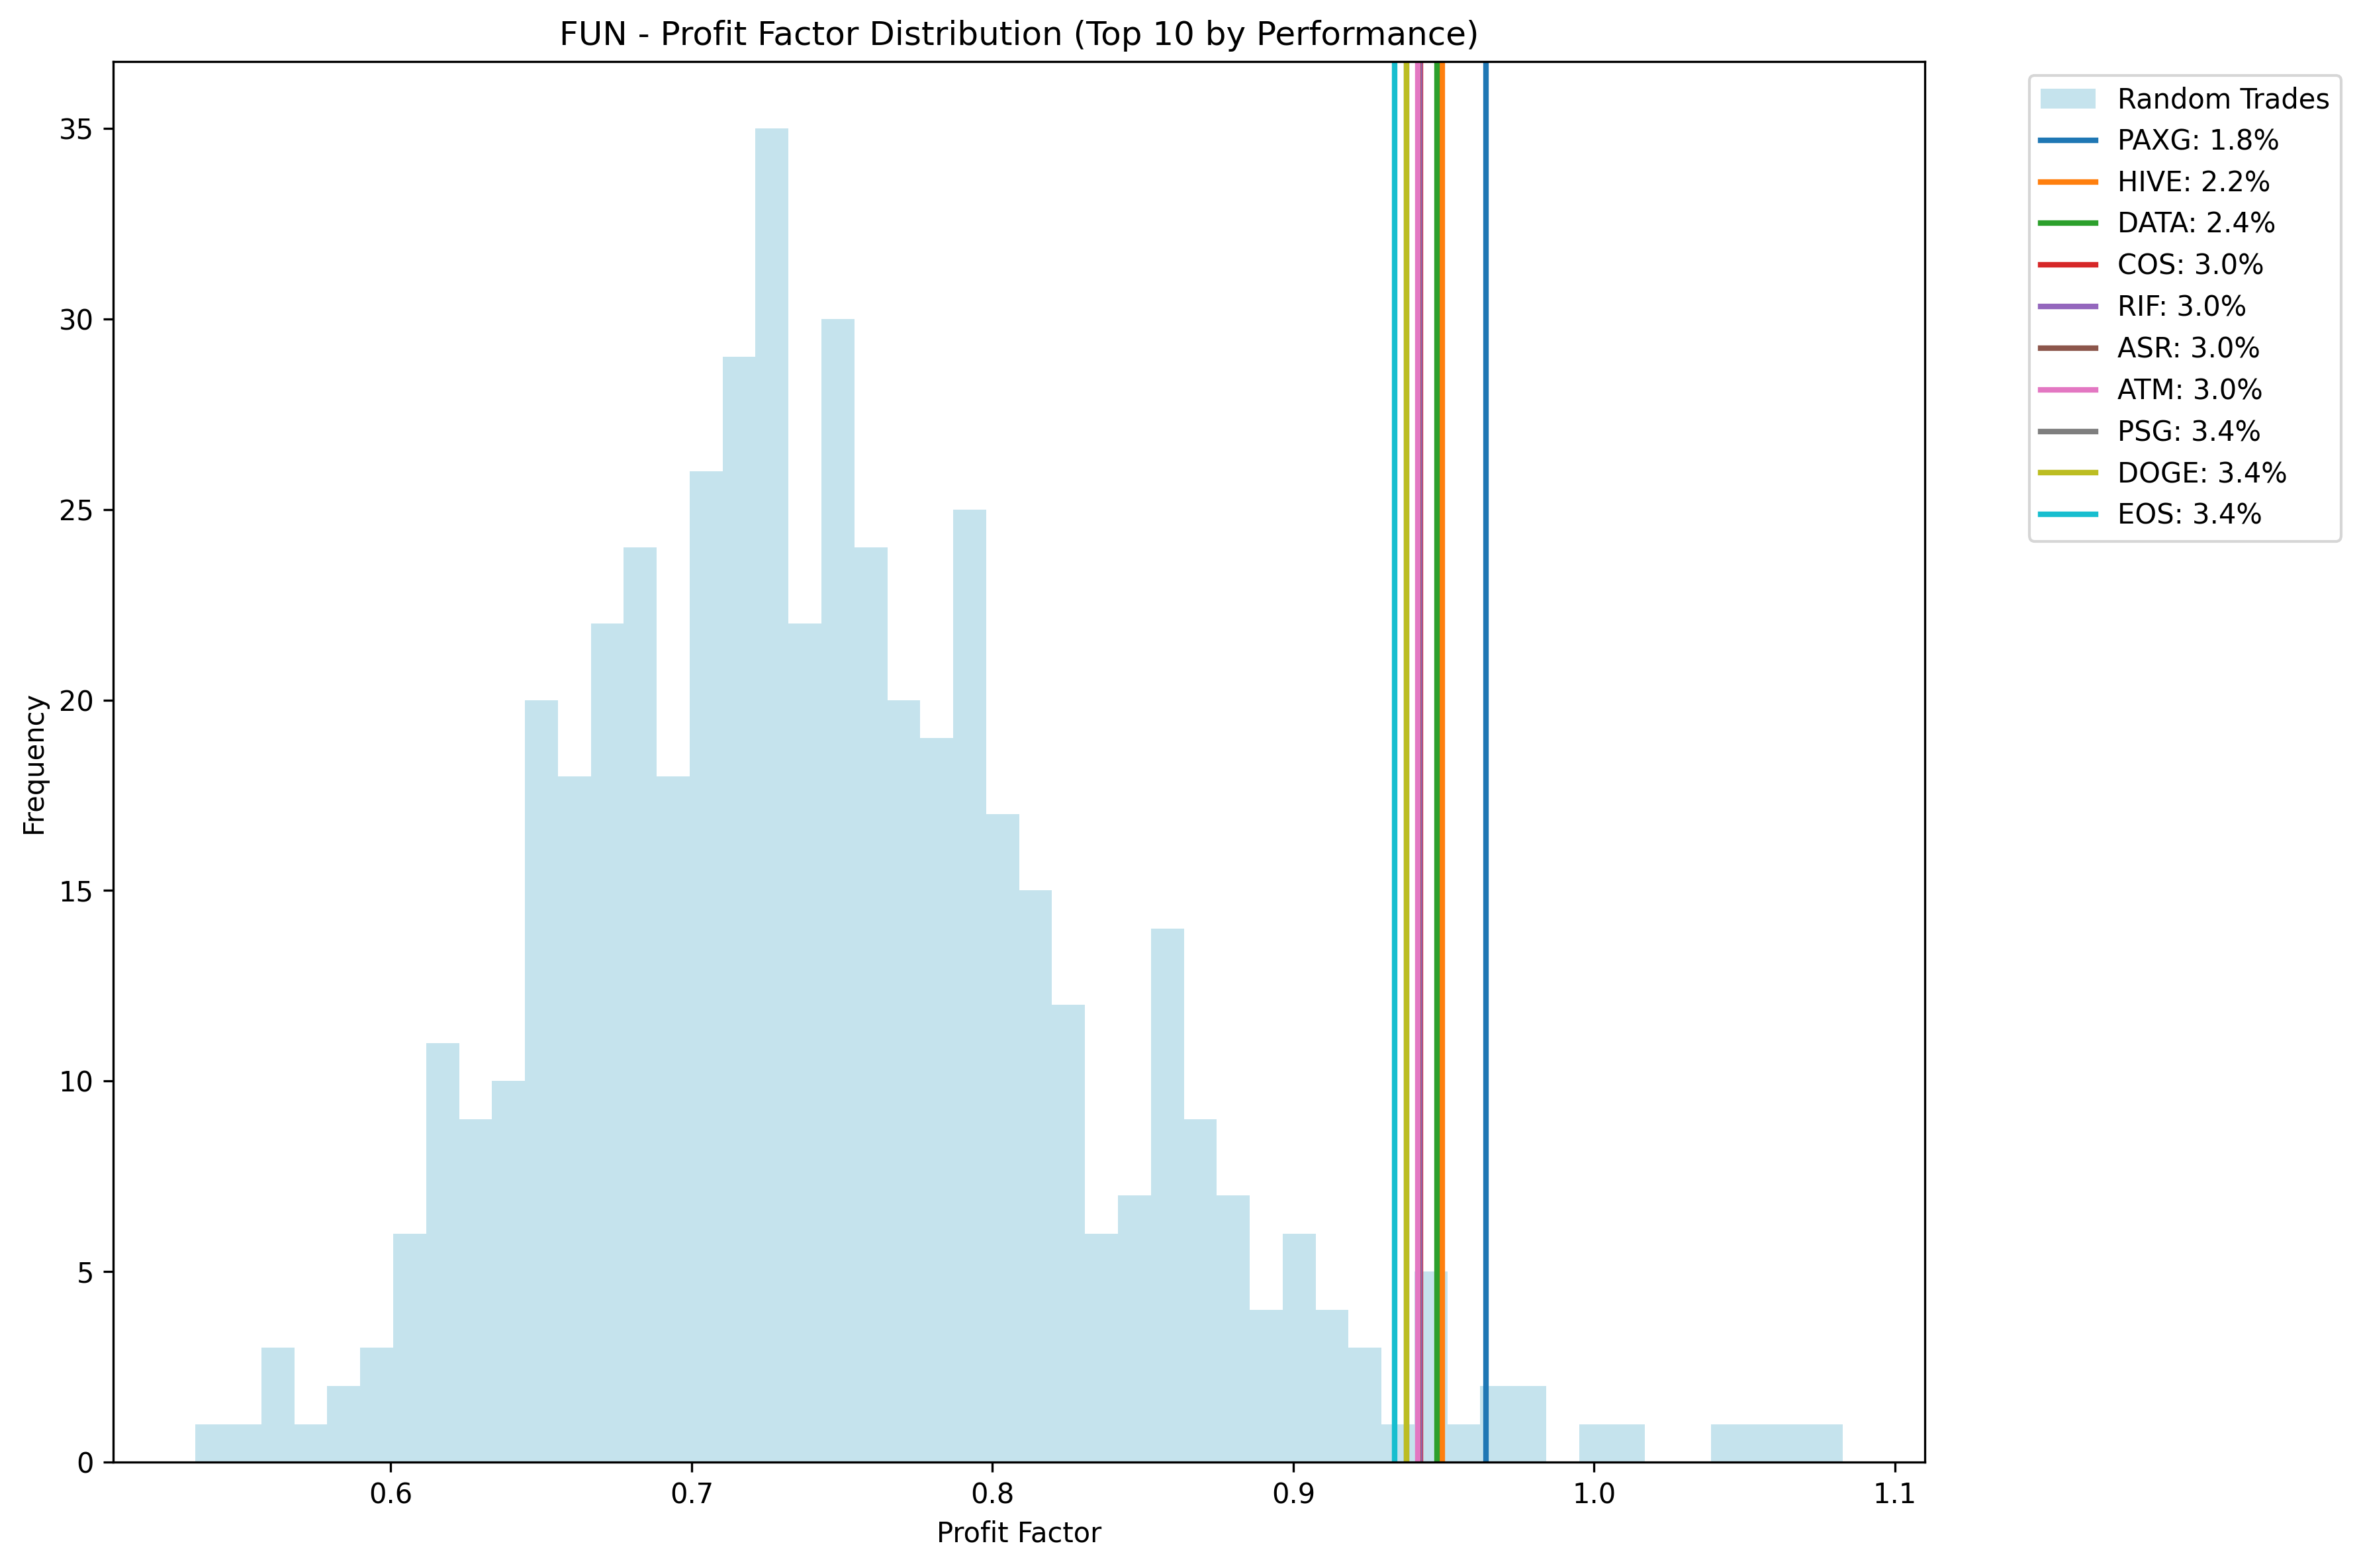 FUN - Profit Factor Distribution (Top 10 by Performance)
Frequency
35
30
25
20
15
10
5
0
0.6
0.7
0.8
0.9
1.0
1.1
Profit Factor
Random Trades
PAXG: 1.8%
HIVE: 2.2%
DATA: 2.4%
COS: 3.0%
RIF: 3.0%
ASR: 3.0%
ATM: 3.0%
PSG: 3.4%
DOGE: 3.4%
EOS: 3.4%